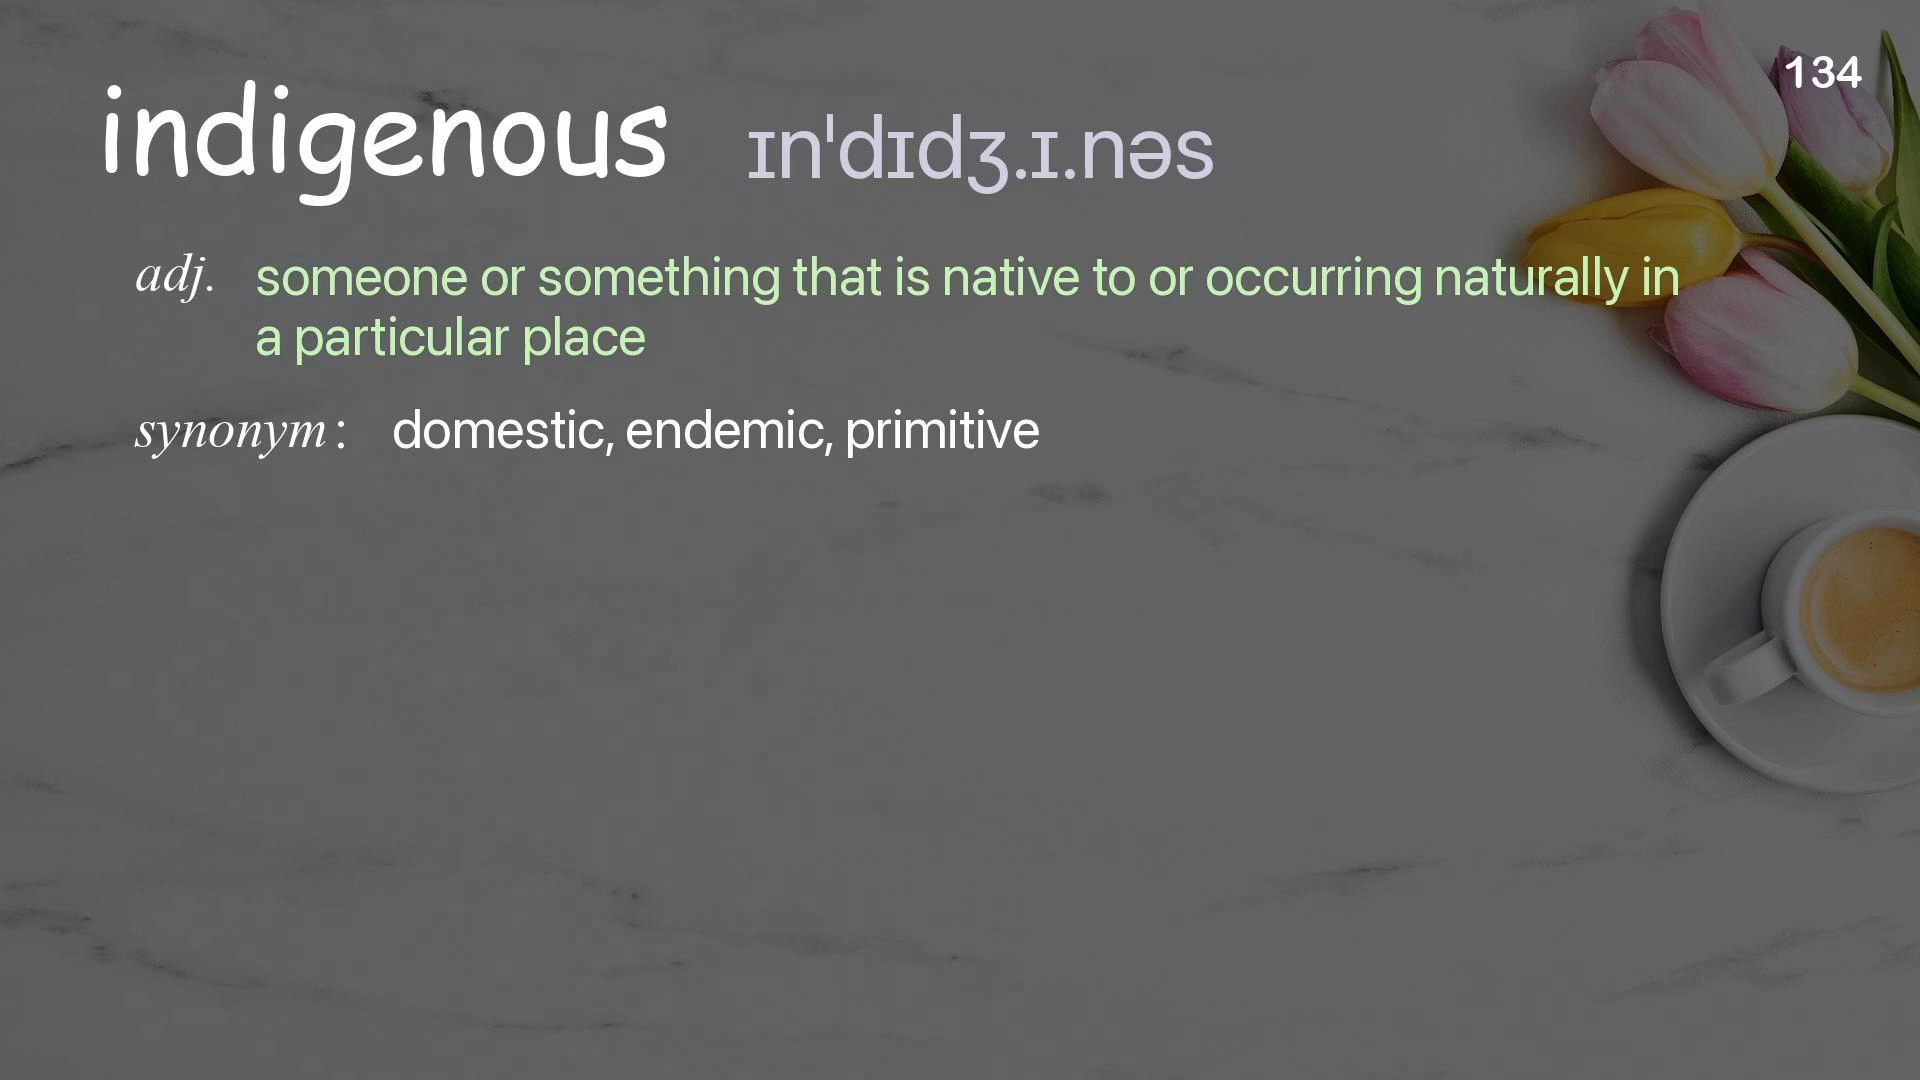 134
indigenous ɪnˈdɪdʒ.ɪ.nəs
adj. someone or something that is native to or occurring naturally in
a particular place
synonym: domestic, endemic, primitive